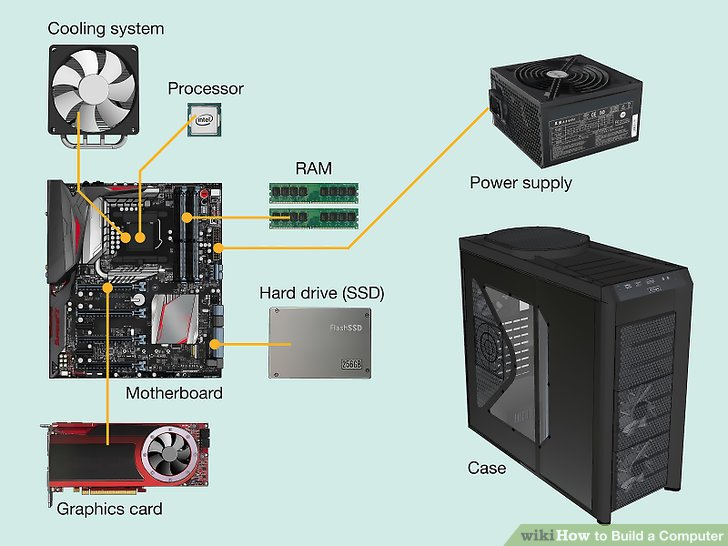 Cooling system
Processor
intel
RAM
Power supply
Hard drive (SSD)
FlashSSD
256GB
Motherboard
Case
Graphics card
wikiHow to Build a Computer